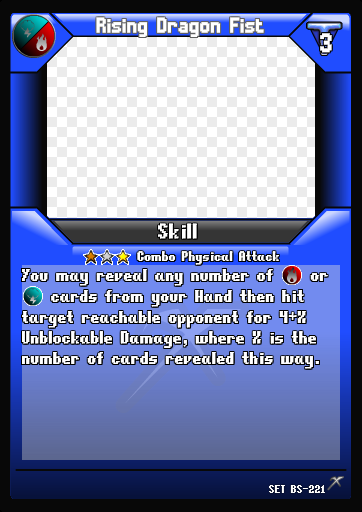 Rising Dragon Fist
3
Skill
Combo Physical Attack
You may reveal any number of or
cards from your Hand then hit
target reachable opponent for 4+X
Unblockable Damage, where X is the
number of cards revealed this way.
SET BS-221